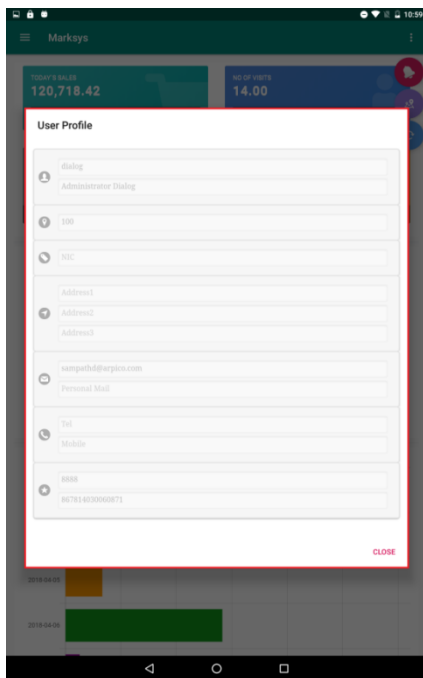 10:59
Marksys
TODAY'S SALES
120,718.42
NO OF VISITS
14.00
User Profile
dialog
Administrator Dialog
100
NIC
Address1
Address2
Address3
sampathd@arpico.com
Personal Mail
Tel
Mobile
8888
867814030060871
CLOSE
2018-04-05
2018-04-06